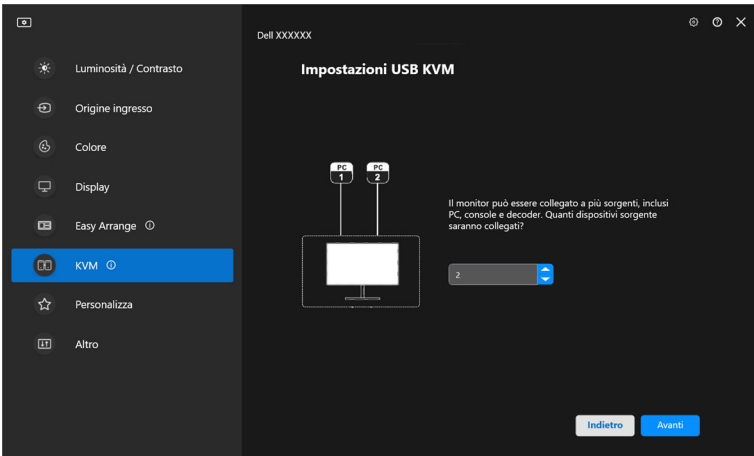 Dell XXXXXX
Luminosità / Contrasto
Origine ingresso
Colore
Display
Easy Arrange
KVM
Personalizza
Altro
Impostazioni USB KVM
PC
1
PC
2
Il monitor può essere collegato a più sorgenti, inclusi
PC, console e decoder. Quanti dispositivi sorgente
saranno collegati?
2
Indietro
Avanti